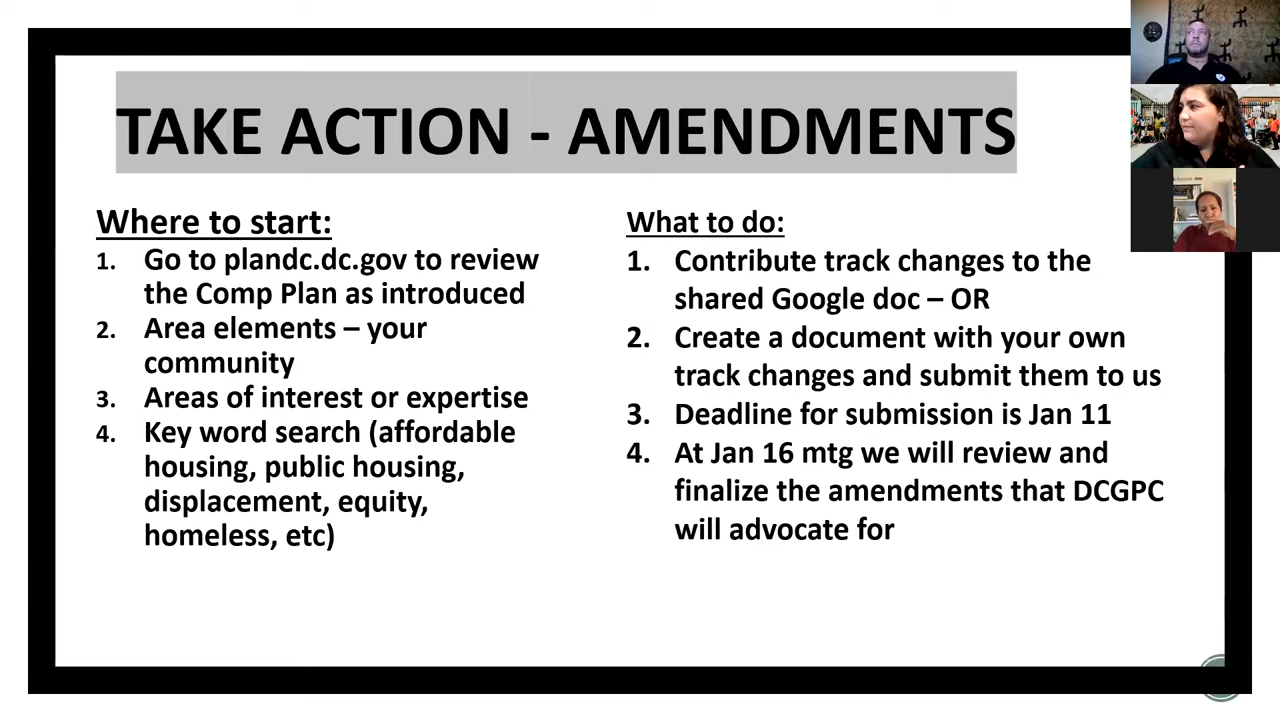 TAKE ACTION - AMENDMENTS
Where to start:
1. Go to plandc.dc.gov to review
the Comp Plan as introduced
2. Area elements – your
community
3. Areas of interest or expertise
4. Key word search (affordable
housing, public housing,
displacement, equity,
homeless, etc)
What to do:
1. Contribute track changes to the
shared Google doc – OR
2. Create a document with your own
track changes and submit them to us
3. Deadline for submission is Jan 11
4. At Jan 16 mtg we will review and
finalize the amendments that DCGPC
will advocate for